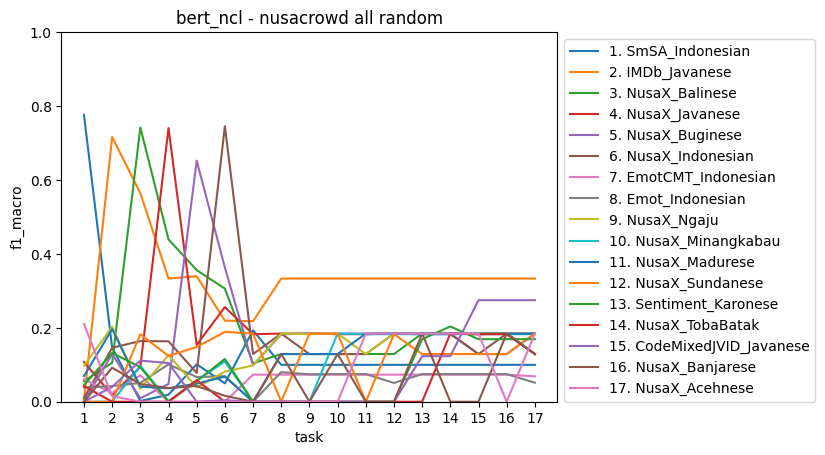 bert_ncl - nusacrowd all random
1.0
0.8
0.6
0.4
0.2
0.0
f1_macro
1 2 3 4 5 6 7 8 9 10 11 12 13 14 15 16 17
task
1. SmSA_Indonesian
2. IMDb_Javanese
3. NusaX_Balinese
4. NusaX_Javanese
5. NusaX_Buginese
6. NusaX_Indonesian
7. EmotCMT_Indonesian
8. Emot_Indonesian
9. NusaX_Ngaju
10. NusaX_Minangkabau
11. NusaX_Madurese
12. NusaX_Sundanese
13. Sentiment_Karonese
14. NusaX_TobaBatak
15. CodeMixedJVID_Javanese
16. NusaX_Banjarese
17. NusaX_Acehnese